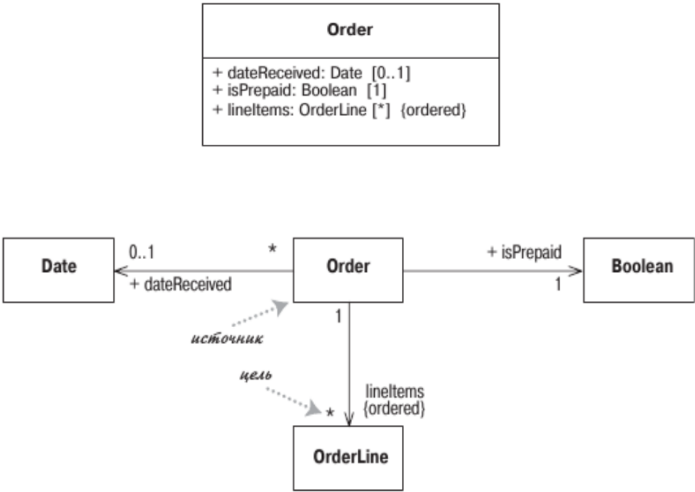 Order
+ dateReceived: Date [0..1]
+ isPrepaid: Boolean [1]
+ lineItems: OrderLine [*] {ordered}
Date
0..1
*
+ dateReceived
Order
+ isPrepaid
1
Boolean
источник
1
цель
*
lineItems
{ordered}
OrderLine